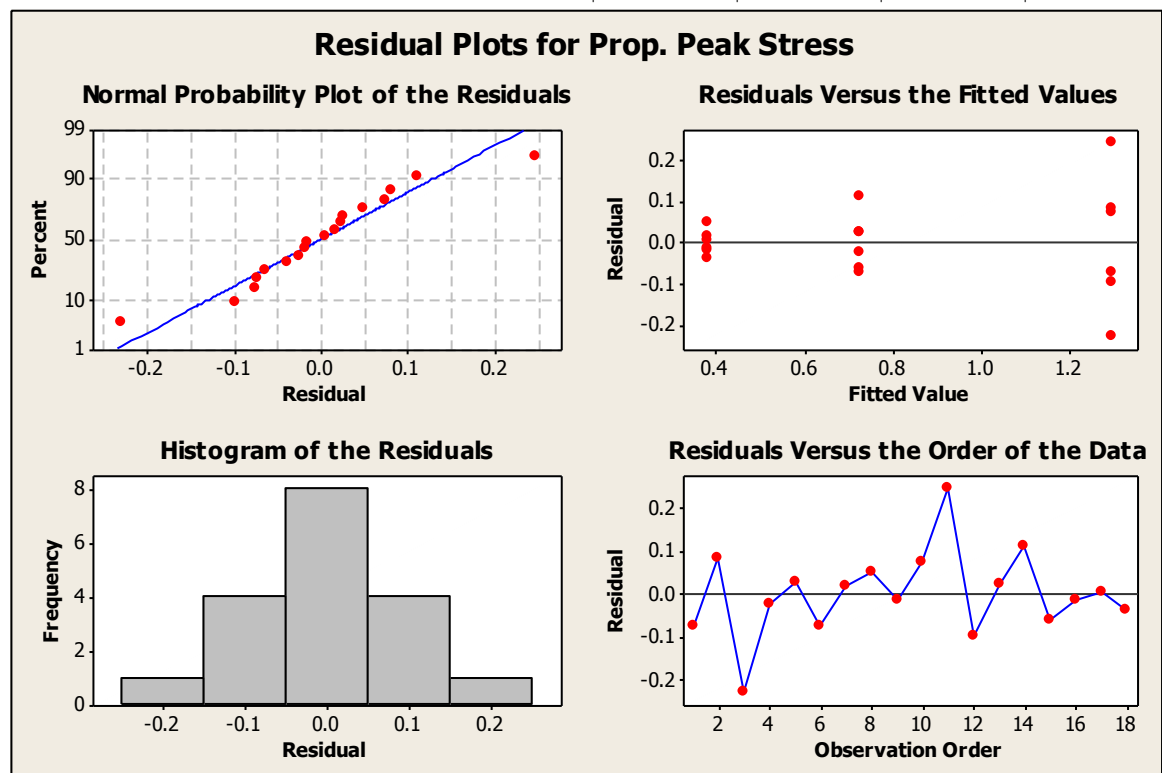 Residual Plots for Prop. Peak Stress
Normal Probability Plot of the Residuals
99
90
50
10
1
Percent
-0.2 -0.1 0.0 0.1 0.2
Residual
Residuals Versus the Fitted Values
0.2
0.1
0.0
-0.1
-0.2
Residual
0.4 0.6 0.8 1.0 1.2
Fitted Value
Histogram of the Residuals
8
6
4
2
0
Frequency
-0.2 -0.1 0.0 0.1 0.2
Residual
Residuals Versus the Order of the Data
0.2
0.1
0.0
-0.1
-0.2
Residual
2 4 6 8 10 12 14 16 18
Observation Order